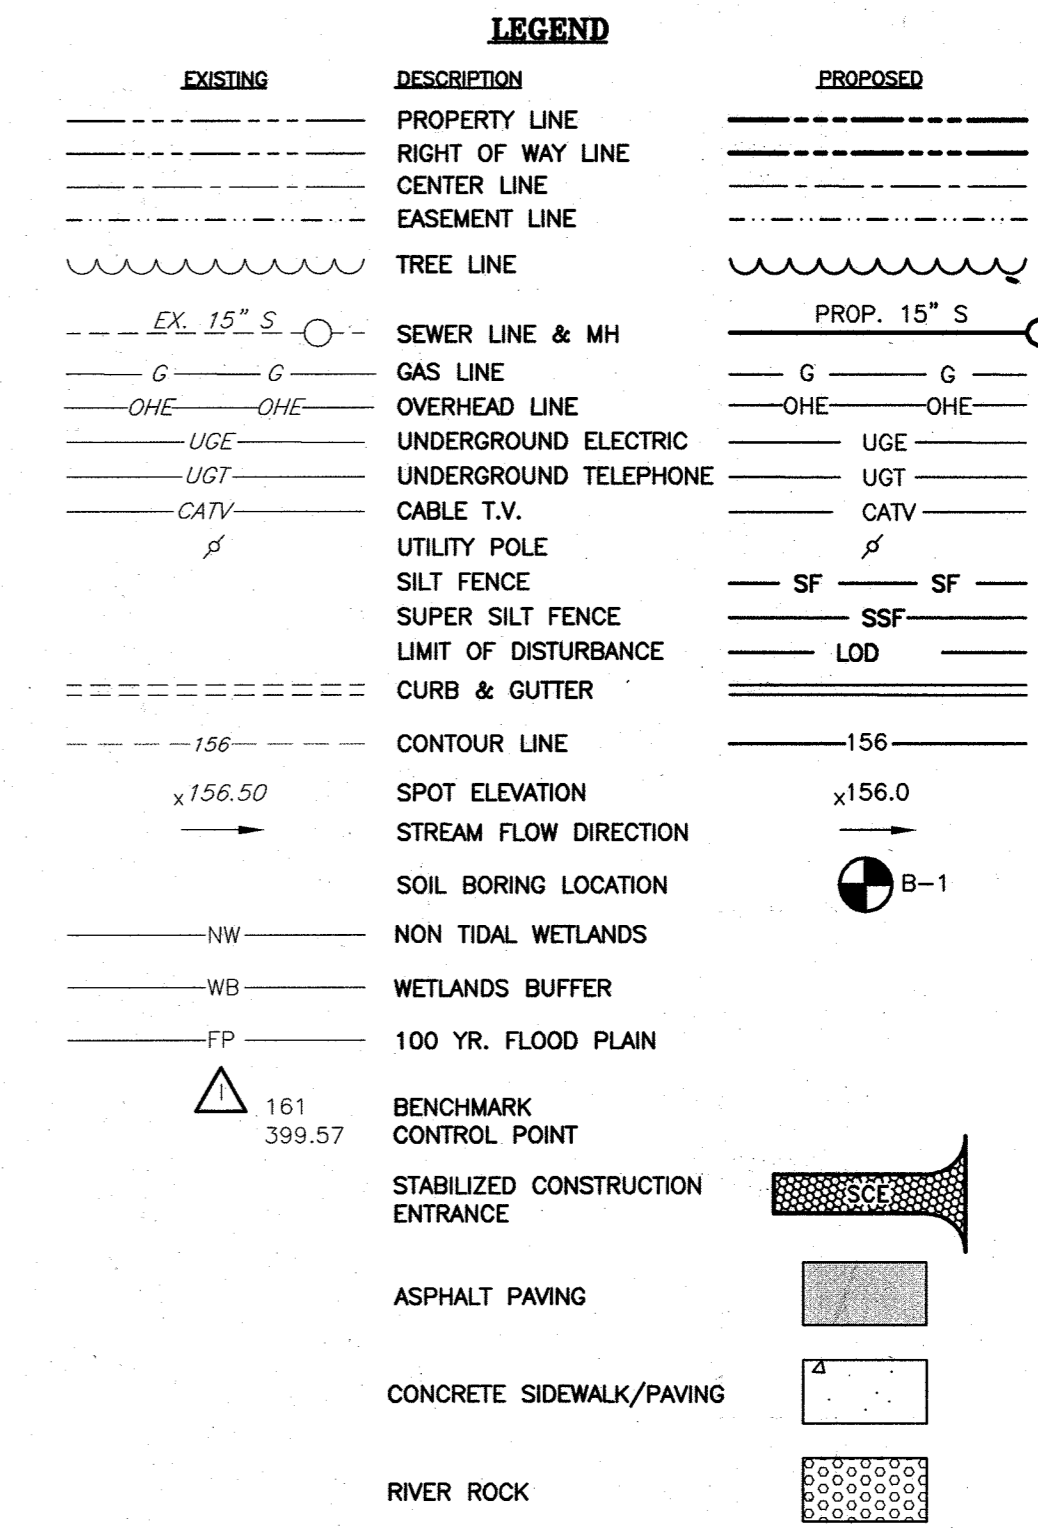 LEGEND
EXISTING DESCRIPTION PROPOSED
PROPERTY LINE
RIGHT OF WAY LINE
CENTER LINE
EASEMENT LINE
TREE LINE
EX. 15" S SEWER LINE & MH PROP. 15" S
G G GAS LINE G G
OHE OHE OVERHEAD LINE OHE OHE
UGE UNDERGROUND ELECTRIC UGE
UGT UNDERGROUND TELEPHONE UGT
CATV CABLE T.V. CATV
UTILITY POLE
SILT FENCE SF SF
SUPER SILT FENCE SSF
LIMIT OF DISTURBANCE LOD
CURB & GUTTER
156 CONTOUR LINE 156
x156.50 SPOT ELEVATION x156.0
STREAM FLOW DIRECTION
SOIL BORING LOCATION B-1
NW NON TIDAL WETLANDS
WB WETLANDS BUFFER
FP 100 YR. FLOOD PLAIN
1 161 BENCHMARK
399.57 CONTROL POINT
STABILIZED CONSTRUCTION SCE
ENTRANCE
ASPHALT PAVING
CONCRETE SIDEWALK/PAVING
RIVER ROCK